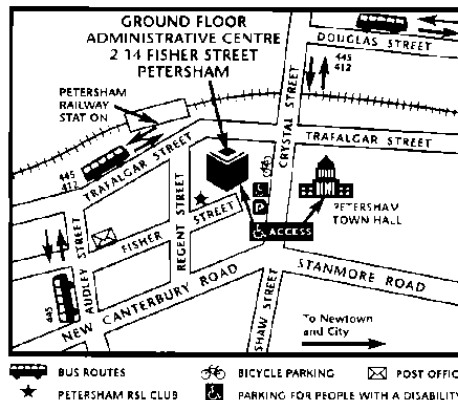 GROUND FLOOR
ADMINISTRATIVE CENTRE
2 14 FISHER STREET
PETERSHAM
DOUGLAS STREET
445
412
PETERSHAM
RAILWAY
STAT ON
CRYSTAL STREET
TRAFALGAR STREET
445
412
TRAFALGAR STREET
REGENT STREET
FISHER STREET
P
PETERSHAM
TOWN HALL
ACCESS
AUDLEY STREET
445
NEW CANTERBURY ROAD
STANMORE ROAD
SHAW STREET
To Newtown
and City
BUS ROUTES
BICYCLE PARKING
POST OFFIC
PETERSHAM RSL CLUB
PARKING FOR PEOPLE WITH A DISABILITY